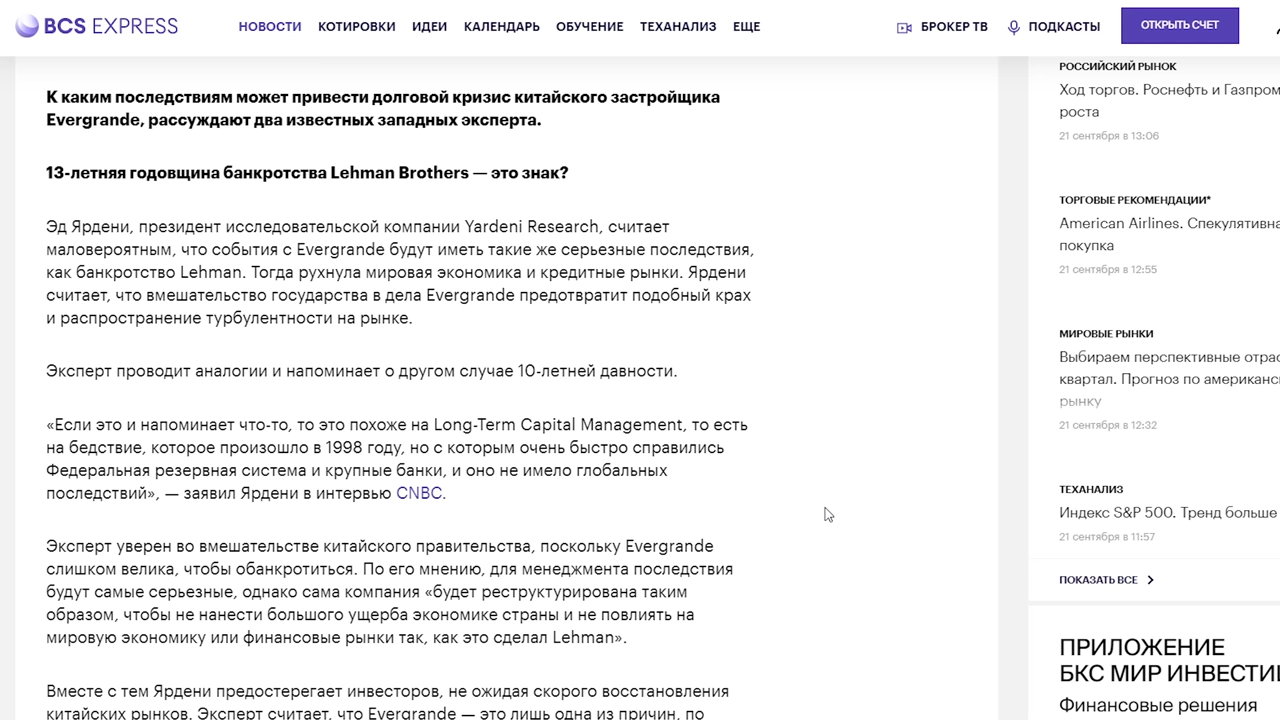 BCS EXPRESS
НОВОСТИ КОТИРОВКИ ИДЕИ КАЛЕНДАРЬ ОБУЧЕНИЕ ТЕХАНАЛИЗ ЕЩЕ
БРОКЕР ТВ ПОДКАСТЫ ОТКРЫТЬ СЧЕТ
К каким последствиям может привести долговой кризис китайского застройщика
Evergrande, рассуждают два известных западных эксперта.
13-летняя годовщина банкротства Lehman Brothers — это знак?
Эд Ярдени, президент исследовательской компании Yardeni Research, считает
маловероятным, что события с Evergrande будут иметь такие же серьезные последствия,
как банкротство Lehman. Тогда рухнула мировая экономика и кредитные рынки. Ярдени
считает, что вмешательство государства в дела Evergrande предотвратит подобный крах
и распространение турбулентности на рынке.
Эксперт проводит аналогии и напоминает о другом случае 10-летней давности.
«Если это и напоминает что-то, то это похоже на Long-Term Capital Management, то есть
на бедствие, которое произошло в 1998 году, но с которым очень быстро справились
Федеральная резервная система и крупные банки, и оно не имело глобальных
последствий», — заявил Ярдени в интервью CNBC.
Эксперт уверен во вмешательстве китайского правительства, поскольку Evergrande
слишком велика, чтобы обанкротиться. По его мнению, для менеджмента последствия
будут самые серьезные, однако сама компания «будет реструктурирована таким
образом, чтобы не нанести большого ущерба экономике страны и не повлиять на
мировую экономику или финансовые рынки так, как это сделал Lehman».
Вместе с тем Ярдени предостерегает инвесторов, не ожидая скорого восстановления
китайских рынков. Эксперт считает, что Evergrande — это лишь одна из причин, по
РОССИЙСКИЙ РЫНОК
Ход торгов. Роснефть и Газпром
роста
21 сентября в 13:06
ТОРГОВЫЕ РЕКОМЕНДАЦИИ*
American Airlines. Спекулятивна
покупка
21 сентября в 12:55
МИРОВЫЕ РЫНКИ
Выбираем перспективные отрас
квартал. Прогноз по американс
рынку
21 сентября в 12:32
ТЕХАНАЛИЗ
Индекс S&P 500. Тренд больше
21 сентября в 11:57
ПОКАЗАТЬ ВСЕ
ПРИЛОЖЕНИЕ
БКС МИР ИНВЕСТИ
Финансовые решения